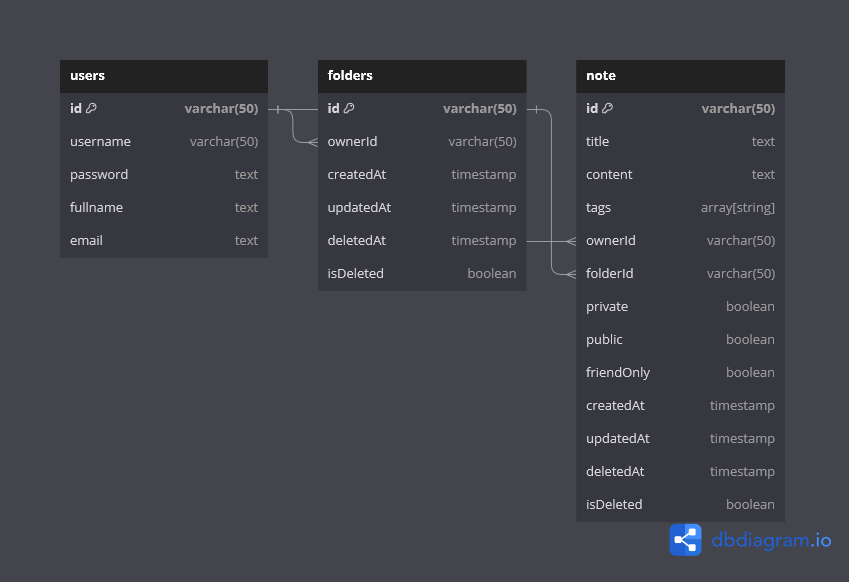 users
id varchar(50)
username varchar(50)
password text
fullname text
email text
folders
id varchar(50)
ownerId varchar(50)
createdAt timestamp
updatedAt timestamp
deletedAt timestamp
isDeleted boolean
note
id varchar(50)
title text
content text
tags array[string]
ownerId varchar(50)
folderId varchar(50)
private boolean
public boolean
friendOnly boolean
createdAt timestamp
updatedAt timestamp
deletedAt timestamp
isDeleted boolean
dbdiagram.io